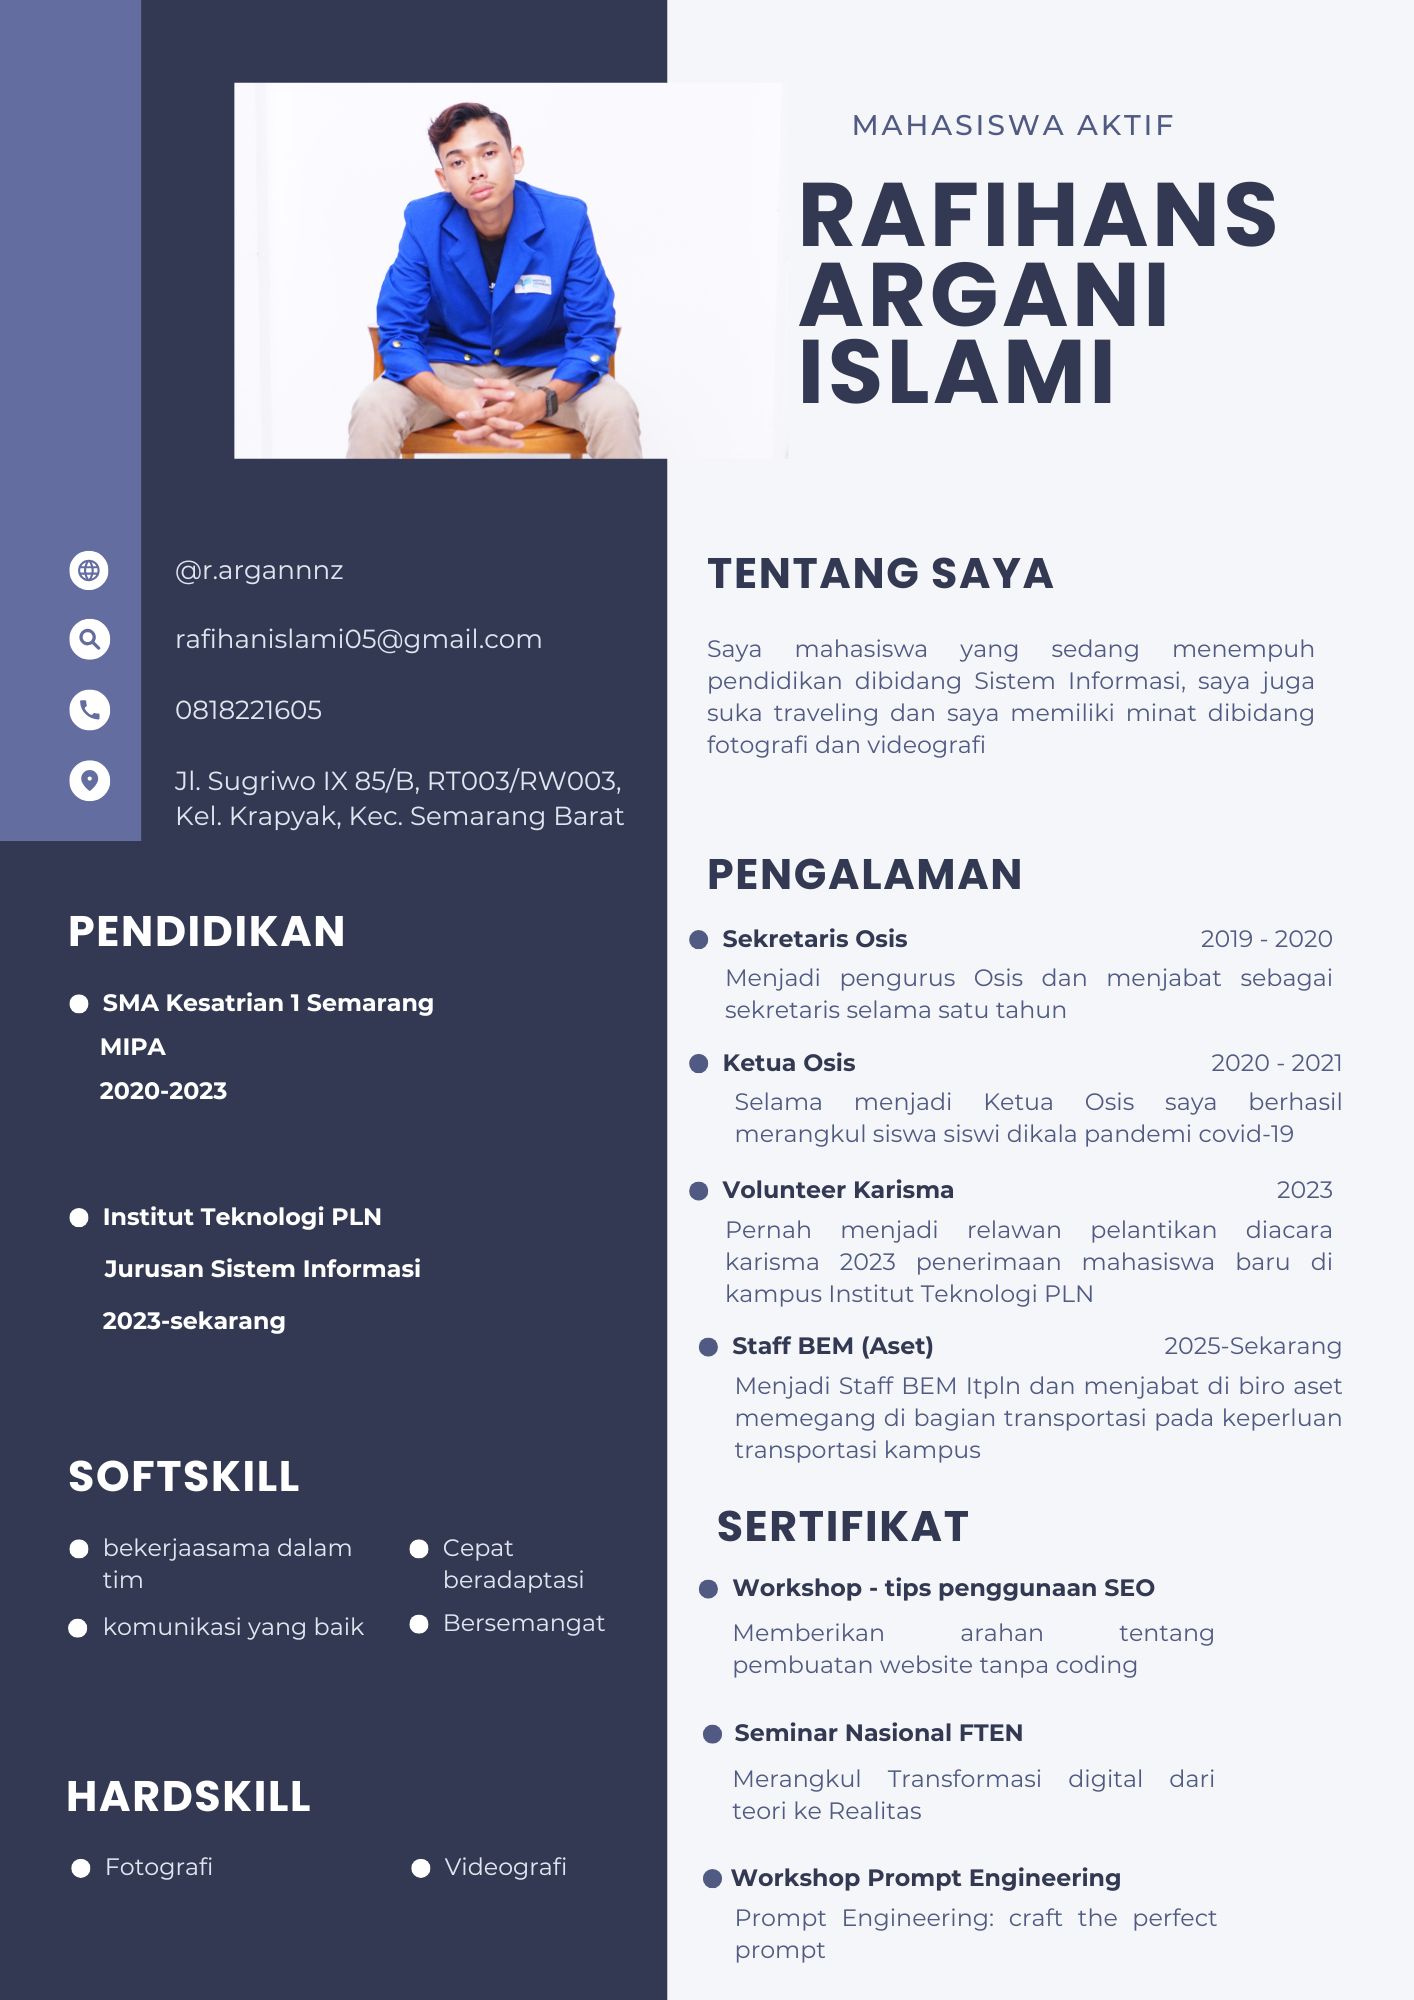 MAHASISWA AKTIF
RAFIHANS
ARGANI
ISLAMI
@r.argannnz
rafihanislami05@gmail.com
0818221605
Jl. Sugriwo IX 85/B, RT003/RW003,
Kel. Krapyak, Kec. Semarang Barat
PENDIDIKAN
SMA Kesatrian 1 Semarang
MIPA
2020-2023
Institut Teknologi PLN
Jurusan Sistem Informasi
2023-sekarang
SOFTSKILL
bekerjaasama dalam
tim
komunikasi yang baik
Cepat
beradaptasi
Bersemangat
HARDSKILL
Fotografi
Videografi
TENTANG SAYA
Saya mahasiswa yang sedang menempuh
pendidikan dibidang Sistem Informasi, saya juga
suka traveling dan saya memiliki minat dibidang
fotografi dan videografi
PENGALAMAN
Sekretaris Osis 2019 - 2020
Menjadi pengurus Osis dan menjabat sebagai
sekretaris selama satu tahun
Ketua Osis 2020 - 2021
Selama menjadi Ketua Osis saya berhasil
merangkul siswa siswi dikala pandemi covid-19
Volunteer Karisma 2023
Pernah menjadi relawan pelantikan diacara
karisma 2023 penerimaan mahasiswa baru di
kampus Institut Teknologi PLN
Staff BEM (Aset) 2025-Sekarang
Menjadi Staff BEM Itpln dan menjabat di biro aset
memegang di bagian transportasi pada keperluan
transportasi kampus
SERTIFIKAT
Workshop - tips penggunaan SEO
Memberikan arahan tentang
pembuatan website tanpa coding
Seminar Nasional FTEN
Merangkul Transformasi digital dari
teori ke Realitas
Workshop Prompt Engineering
Prompt Engineering: craft the perfect
prompt